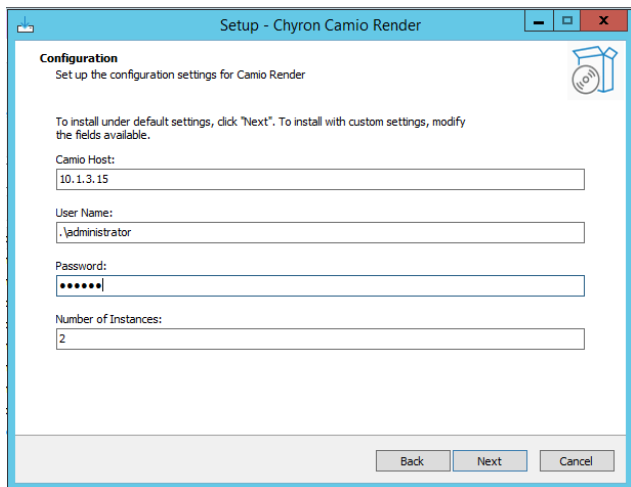 Setup - Chyron Camio Render
Configuration
Set up the configuration settings for Camio Render
To install under default settings, click "Next". To install with custom settings, modify
the fields available.
Camio Host:
10.1.3.15
User Name:
.\administrator
Password:
••••••
Number of Instances:
2
Back
Next
Cancel